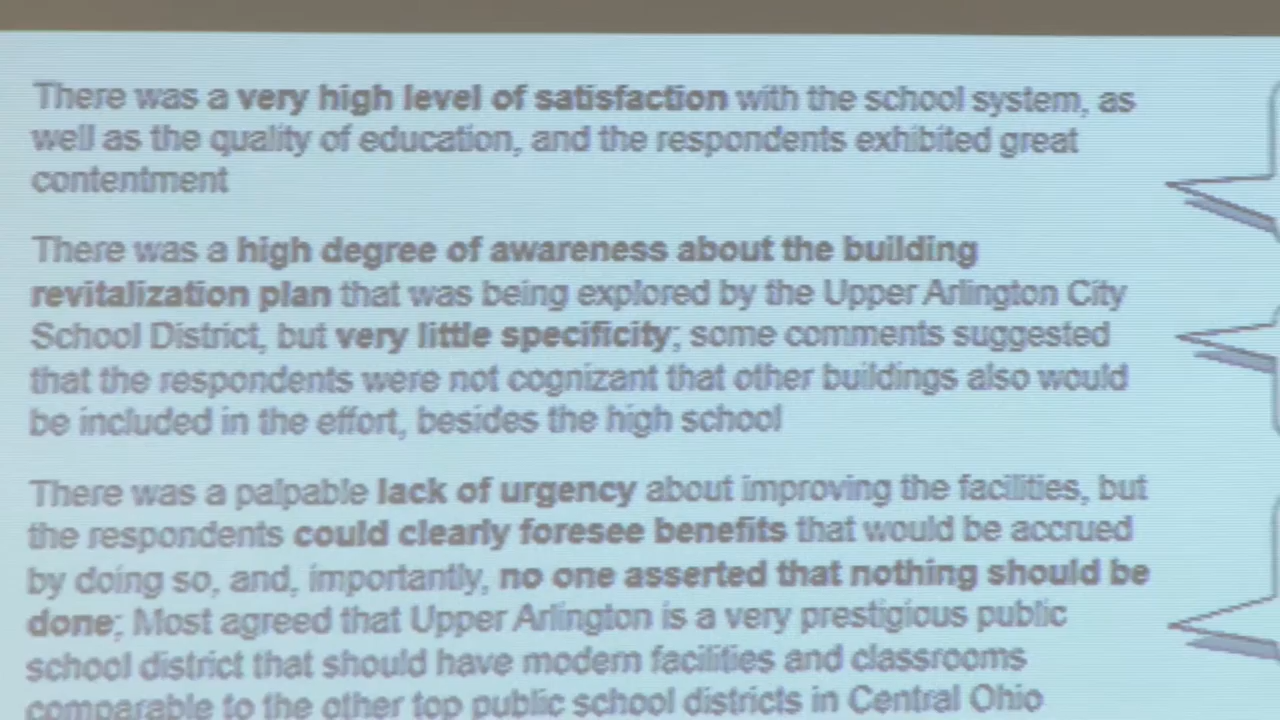 There was a very high level of satisfaction with the school system, as
well as the quality of education, and the respondents exhibited great
contentment
There was a high degree of awareness about the building
revitalization plan that was being explored by the Upper Arlington City
School District, but very little specificity; some comments suggested
that the respondents were not cognizant that other buildings also would
be included in the effort, besides the high school
There was a palpable lack of urgency about improving the facilities, but
the respondents could clearly foresee benefits that would be accrued
by doing so, and, importantly, no one asserted that nothing should be
done; Most agreed that Upper Arlington is a very prestigious public
school district that should have modern facilities and classrooms
comparable to the other top public school districts in Central Ohio